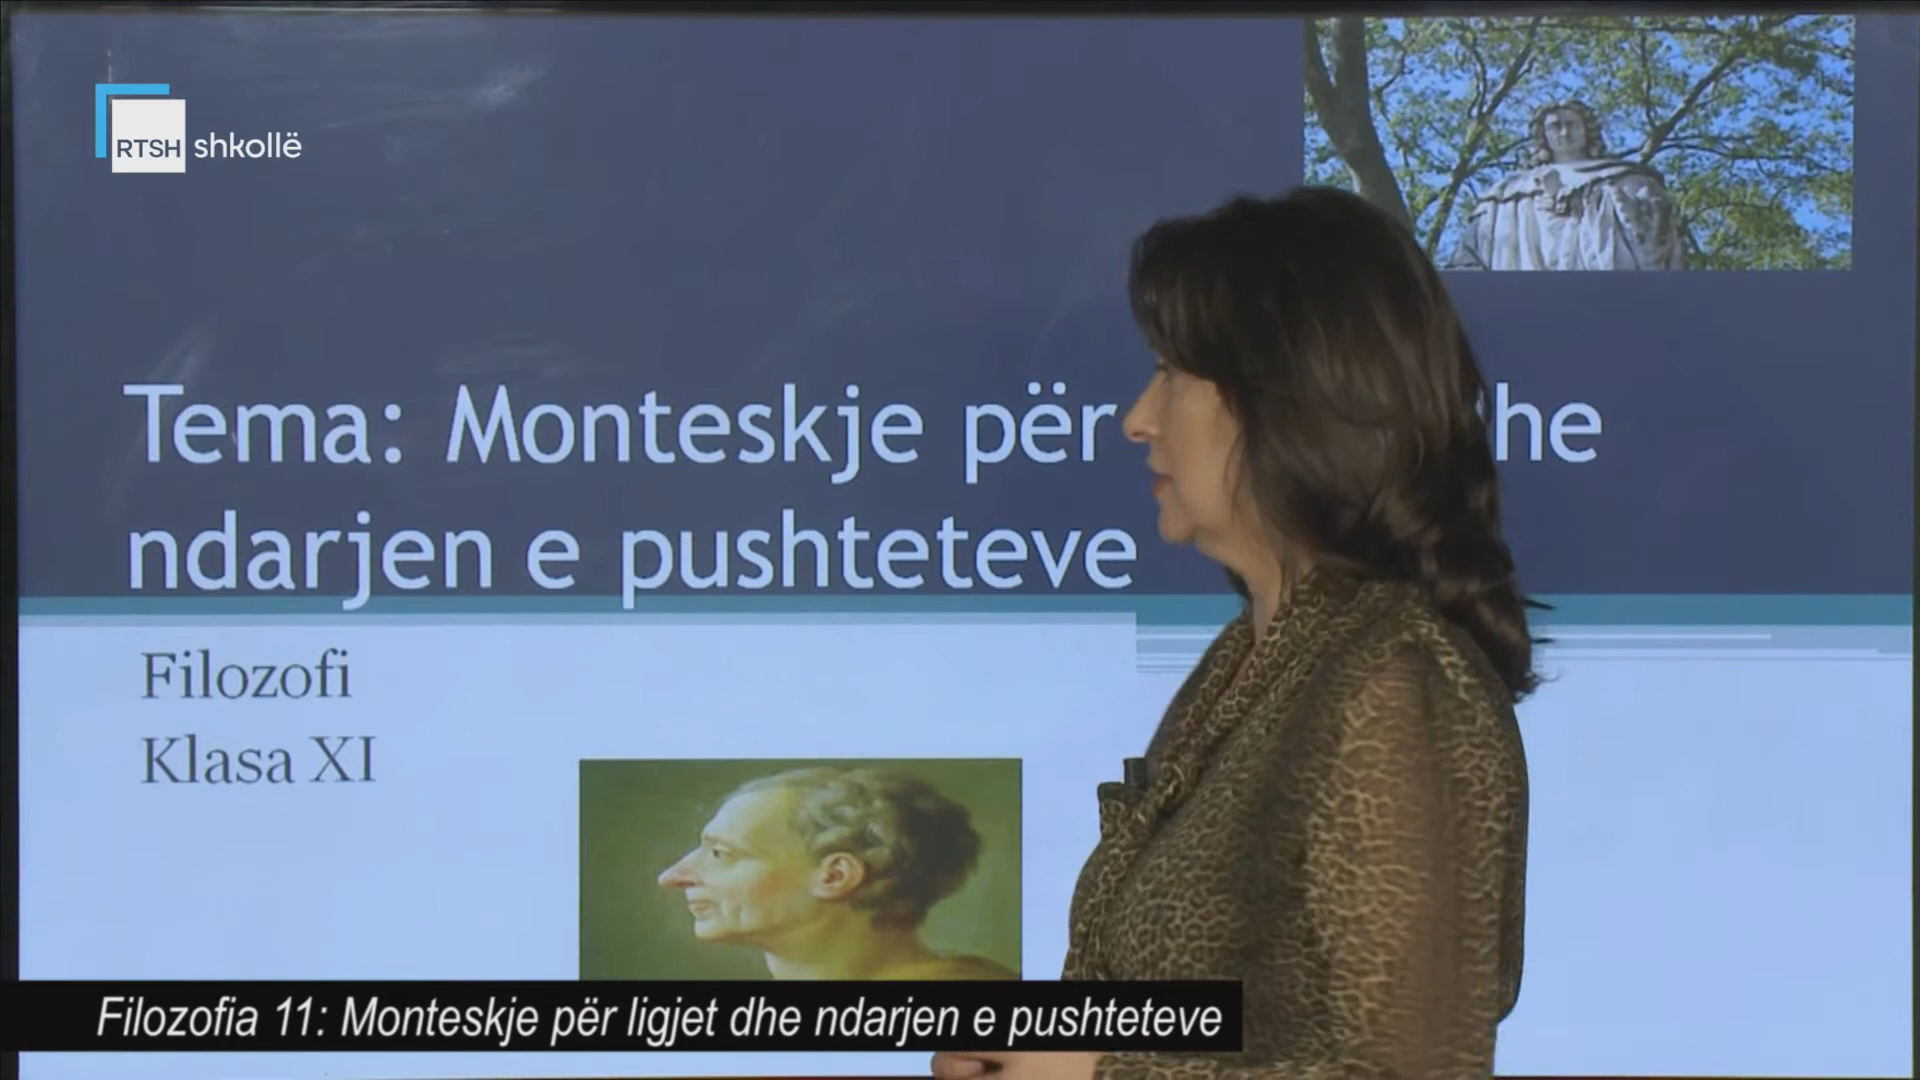 RTSH shkollë
Tema: Monteskje për he
ndarjen e pushteteve
Filozofi
Klasa XI
Filozofia 11: Monteskje për ligjet dhe ndarjen e pushteteve